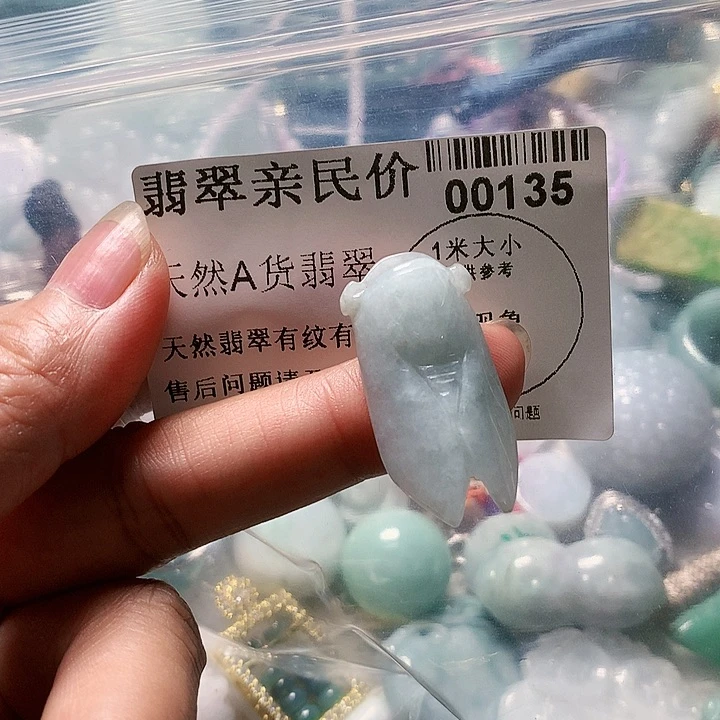 翡翠亲民价
00135
天然A货翡翠
1米大小
供参考
天然翡翠有纹有
售后问题请
问题